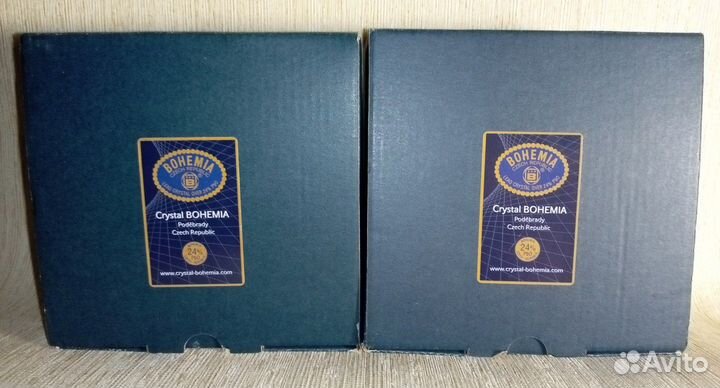 BOHEMIA
CZECH REPUBLIC
B
LEAD CRYSTAL OVER 24% PBO
Crystal BOHEMIA
Poděbrady
Czech Republic
24%
PBO
www.crystal-bohemia.com
BOHEMIA
CZECH REPUBLIC
B
LEAD CRYSTAL OVER 24% PBO
Crystal BOHEMIA
Poděbrady
Czech Republic
24%
PBO
www.crystal-bohemia.com
Avito